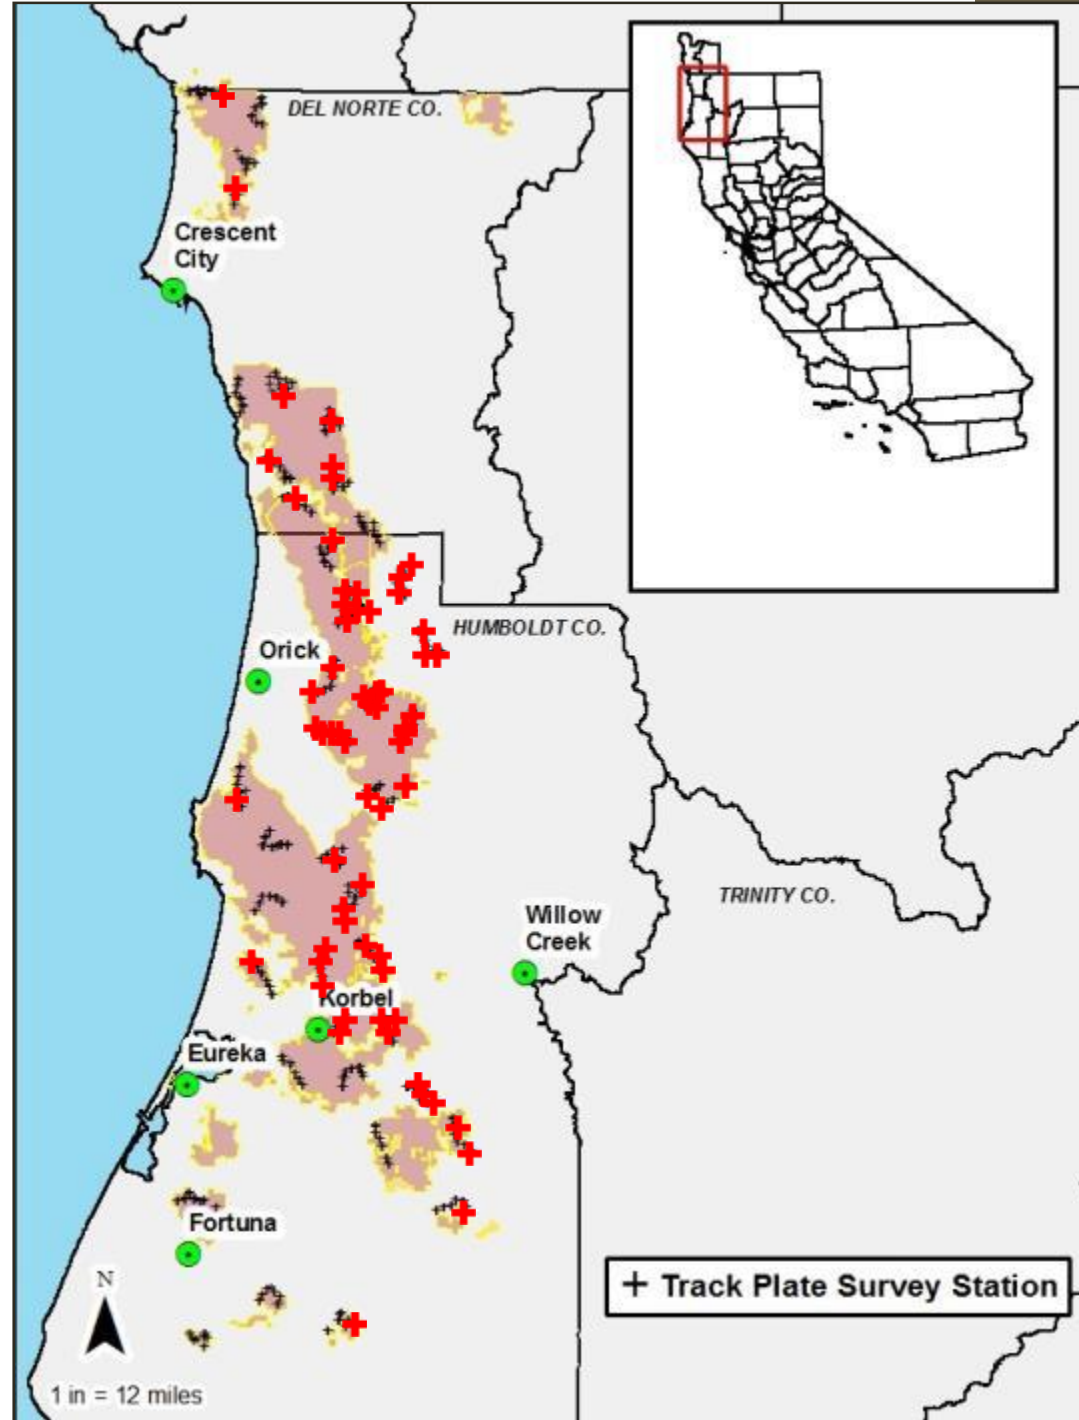 DEL NORTE CO.
Crescent
City
HUMBOLDT CO.
Orick
TRINITY CO.
Willow
Creek
Korbel
Eureka
Fortuna
+ Track Plate Survey Station
N
1 in = 12 miles